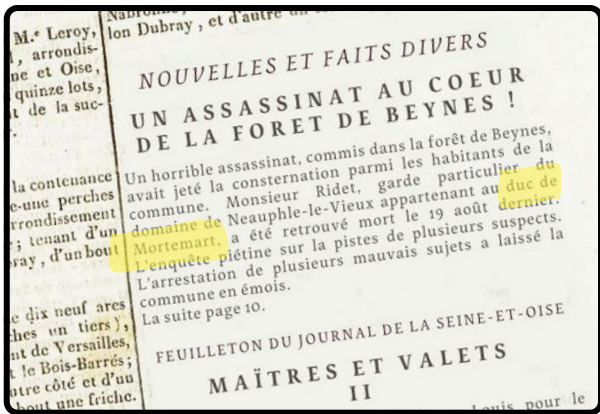 M.e Leroy,
, arrondis-
ne et Oise,
quinze lots,
t de la suc-
la contenance
e-une perches
rrondissement
; tenant d'un
ray, d'un bout
e dix neuf ares
ches un tiers),
nt de Versailles,
t le Bois-Barrés;
utre côté et d'un
bout une friche.
lon Dubray, et d'autre
NOUVELLES ET FAITS DIVERS
UN ASSASSINAT AU COEUR
DE LA FORET DE BEYNES !
Un horrible assassinat, commis dans la forêt de Beynes,
avait jeté la consternation parmi les habitants de la
commune. Monsieur Ridet, garde particulier du
domaine de Neauphle-le-Vieux appartenant au duc de
Mortemart, a été retrouvé mort le 19 août dernier.
L'enquête piétine sur la pistes de plusieurs suspects.
L'arrestation de plusieurs mauvais sujets a laissé la
commune en émois.
La suite page 10.
FEUILLETON DU JOURNAL DE LA SEINE-ET-OISE
MAÎTRES ET VALETS
II
pour le